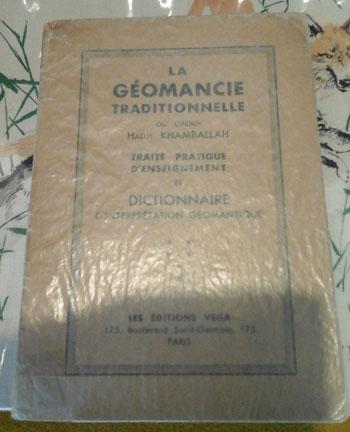 LA
GÉOMANCIE
TRADITIONNELLE
DU CHEIKH
HADJI KHAMBALLAH
TRAITÉ PRATIQUE
D'ENSEIGNEMENT
ET
DICTIONNAIRE
D'INTERPRÉTATION GÉOMANTIQUE
LES ÉDITIONS VEGA
175, Boulevard Saint-Germain, 175
PARIS